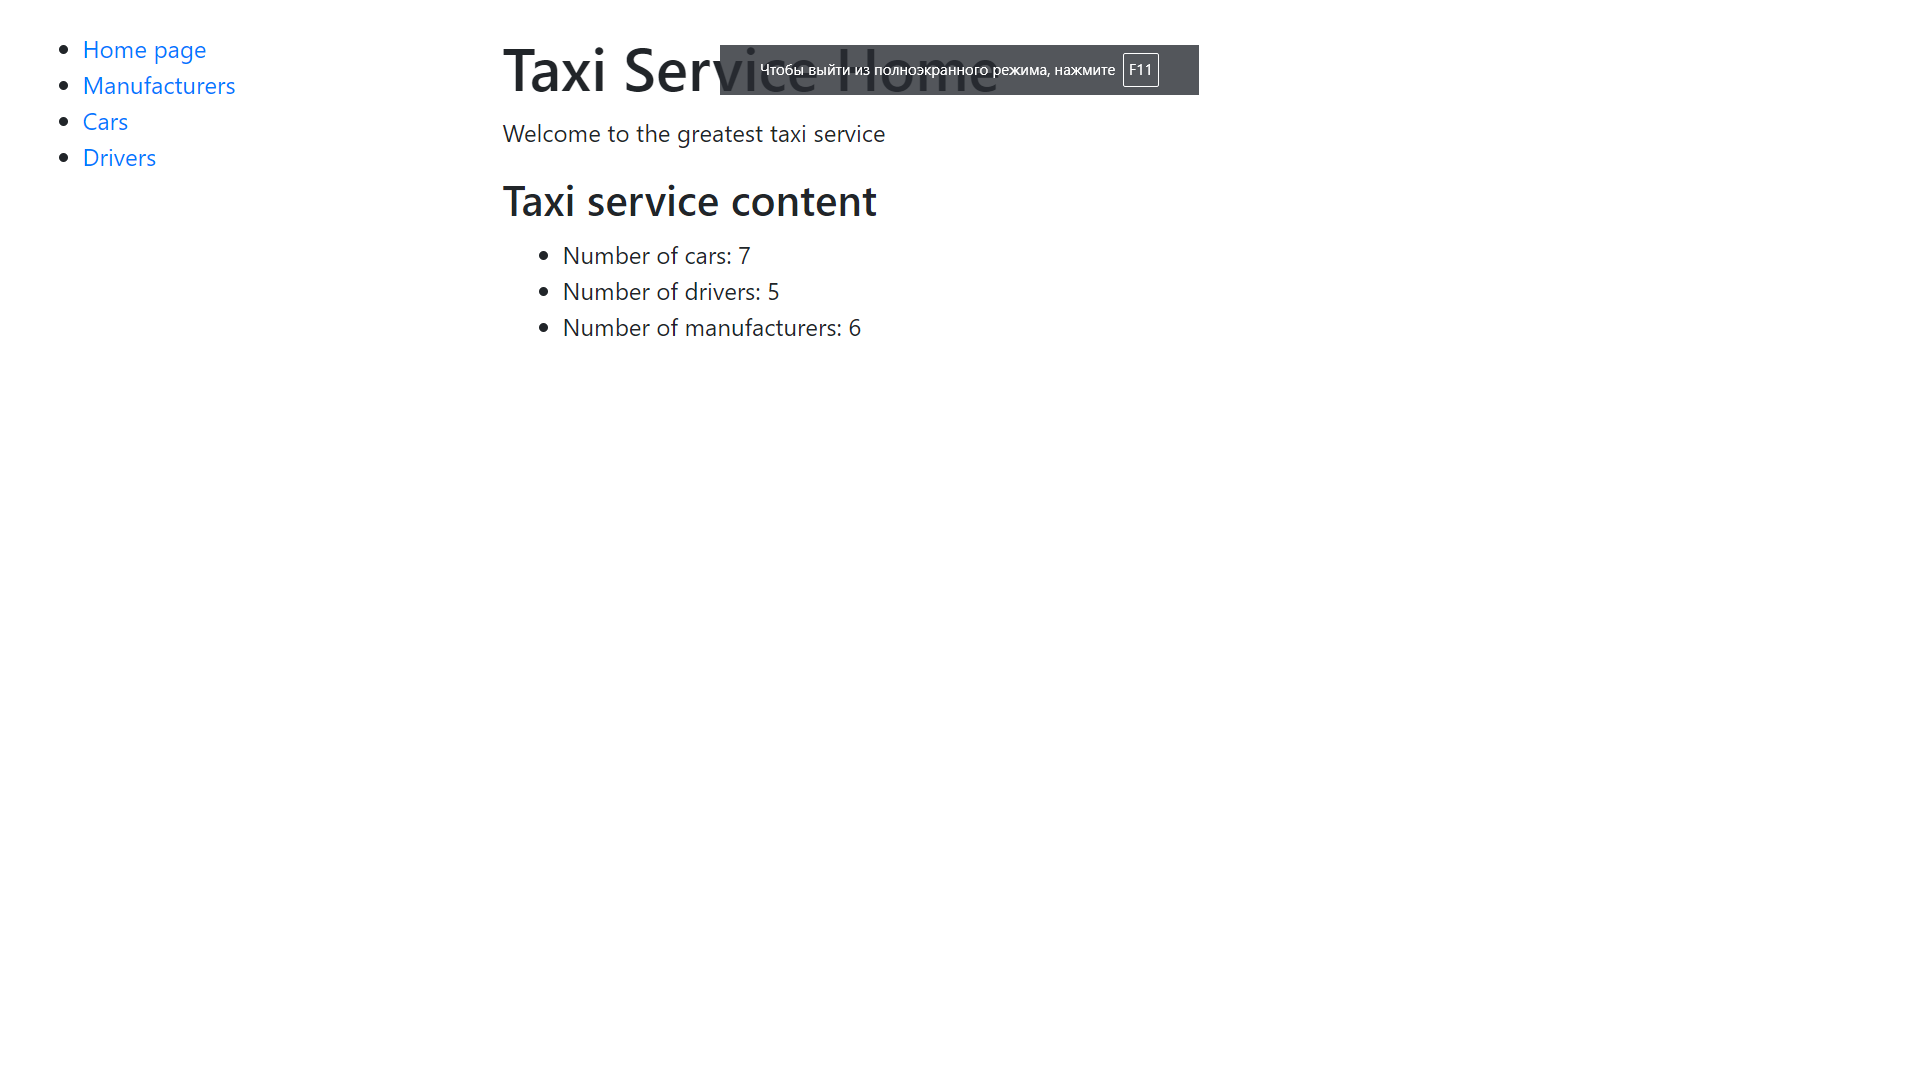 Home page
Manufacturers
Cars
Drivers
Taxi Service Home
Чтобы выйти из полноэкранного режима, нажмите F11
Welcome to the greatest taxi service
Taxi service content
Number of cars: 7
Number of drivers: 5
Number of manufacturers: 6